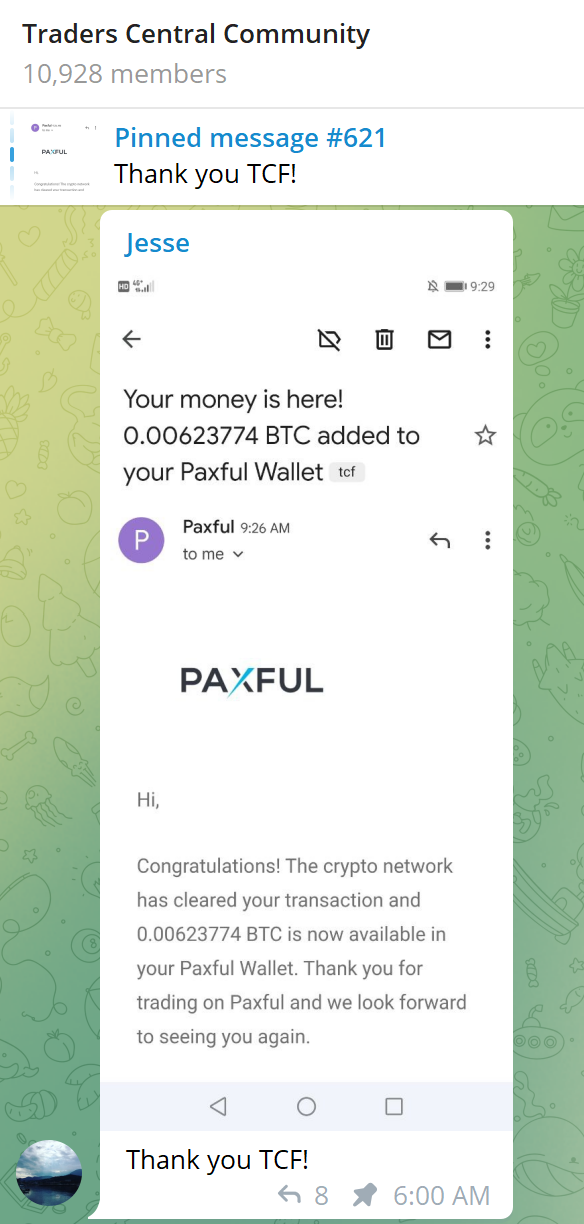 Traders Central Community
10,928 members
Pinned message #621
Thank you TCF!
Jesse
HD 4G+ 9:29
Your money is here!
0.00623774 BTC added to
your Paxful Wallet tcf
P Paxful 9:26 AM
to me
PAXFUL
Hi,
Congratulations! The crypto network
has cleared your transaction and
0.00623774 BTC is now available in
your Paxful Wallet. Thank you for
trading on Paxful and we look forward
to seeing you again.
Thank you TCF!
8 6:00 AM